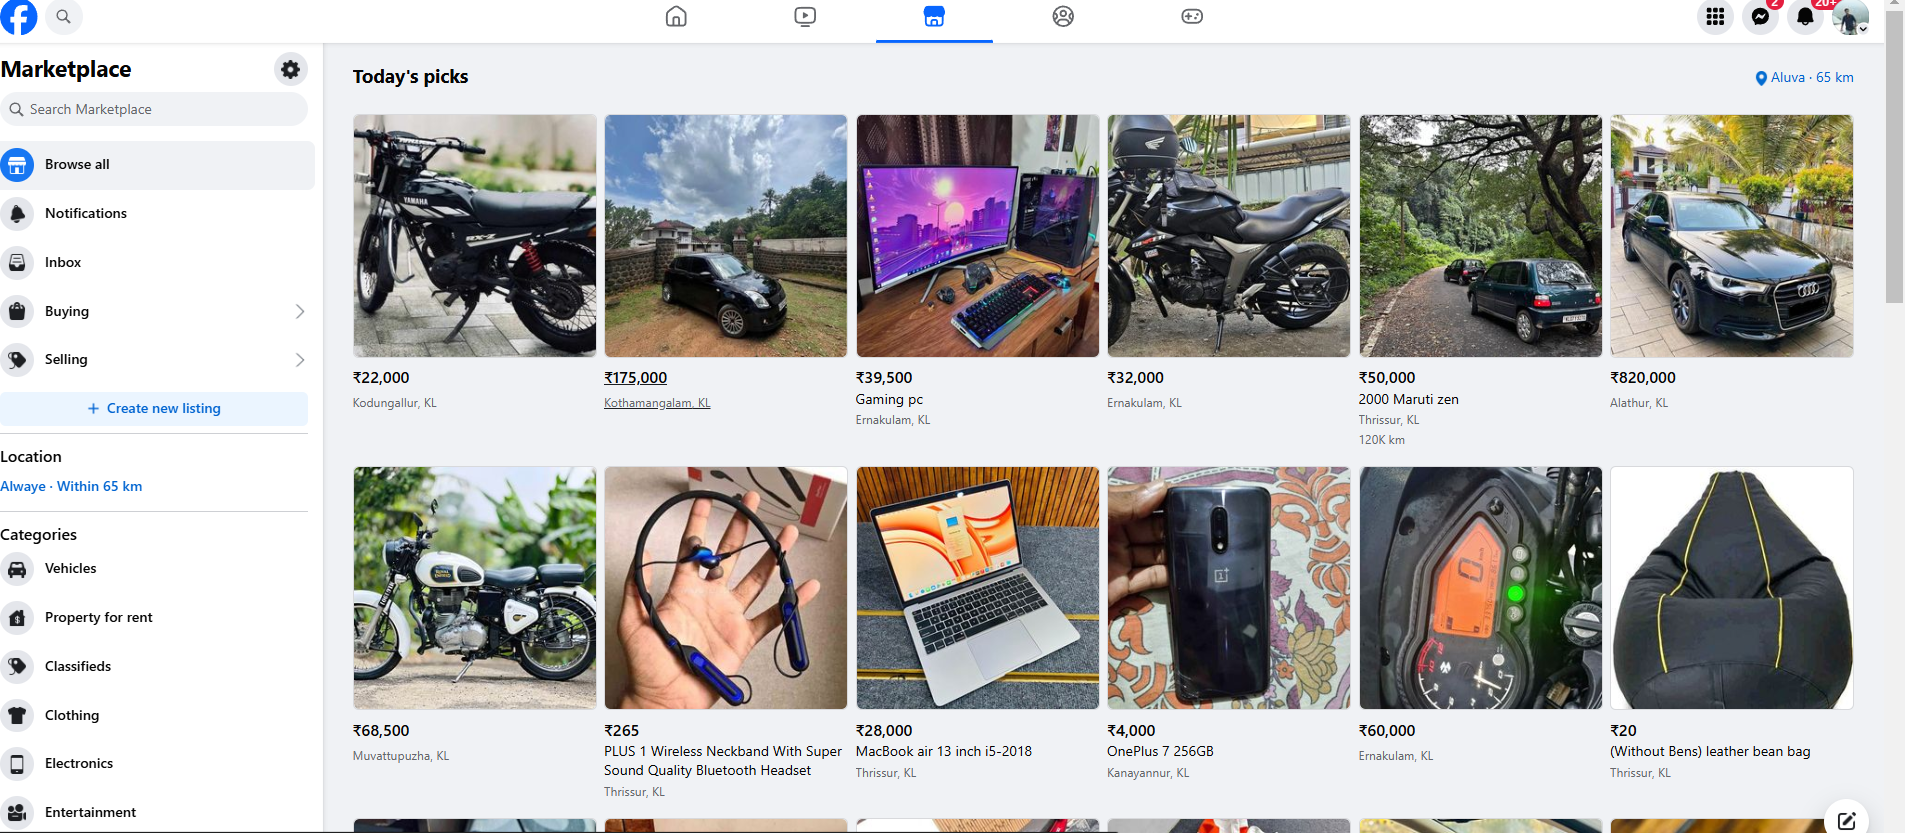 2
20+
Marketplace
Search Marketplace
Browse all
Notifications
Inbox
Buying
Selling
+ Create new listing
Location
Alwaye · Within 65 km
Categories
Vehicles
Property for rent
Classifieds
Clothing
Electronics
Entertainment
Today's picks
Aluva · 65 km
YAMAHA
RX-Z
₹22,000
Kodungallur, KL
₹175,000
Kothamangalam, KL
₹39,500
Gaming pc
Ernakulam, KL
₹32,000
Ernakulam, KL
₹50,000
2000 Maruti zen
Thrissur, KL
120K km
₹820,000
Alathur, KL
ROYAL ENFIELD
₹68,500
Muvattupuzha, KL
₹265
PLUS 1 Wireless Neckband With Super
Sound Quality Bluetooth Headset
Thrissur, KL
₹28,000
MacBook air 13 inch i5-2018
Thrissur, KL
₹4,000
OnePlus 7 256GB
Kanayannur, KL
₹60,000
Ernakulam, KL
₹20
(Without Bens) leather bean bag
Thrissur, KL